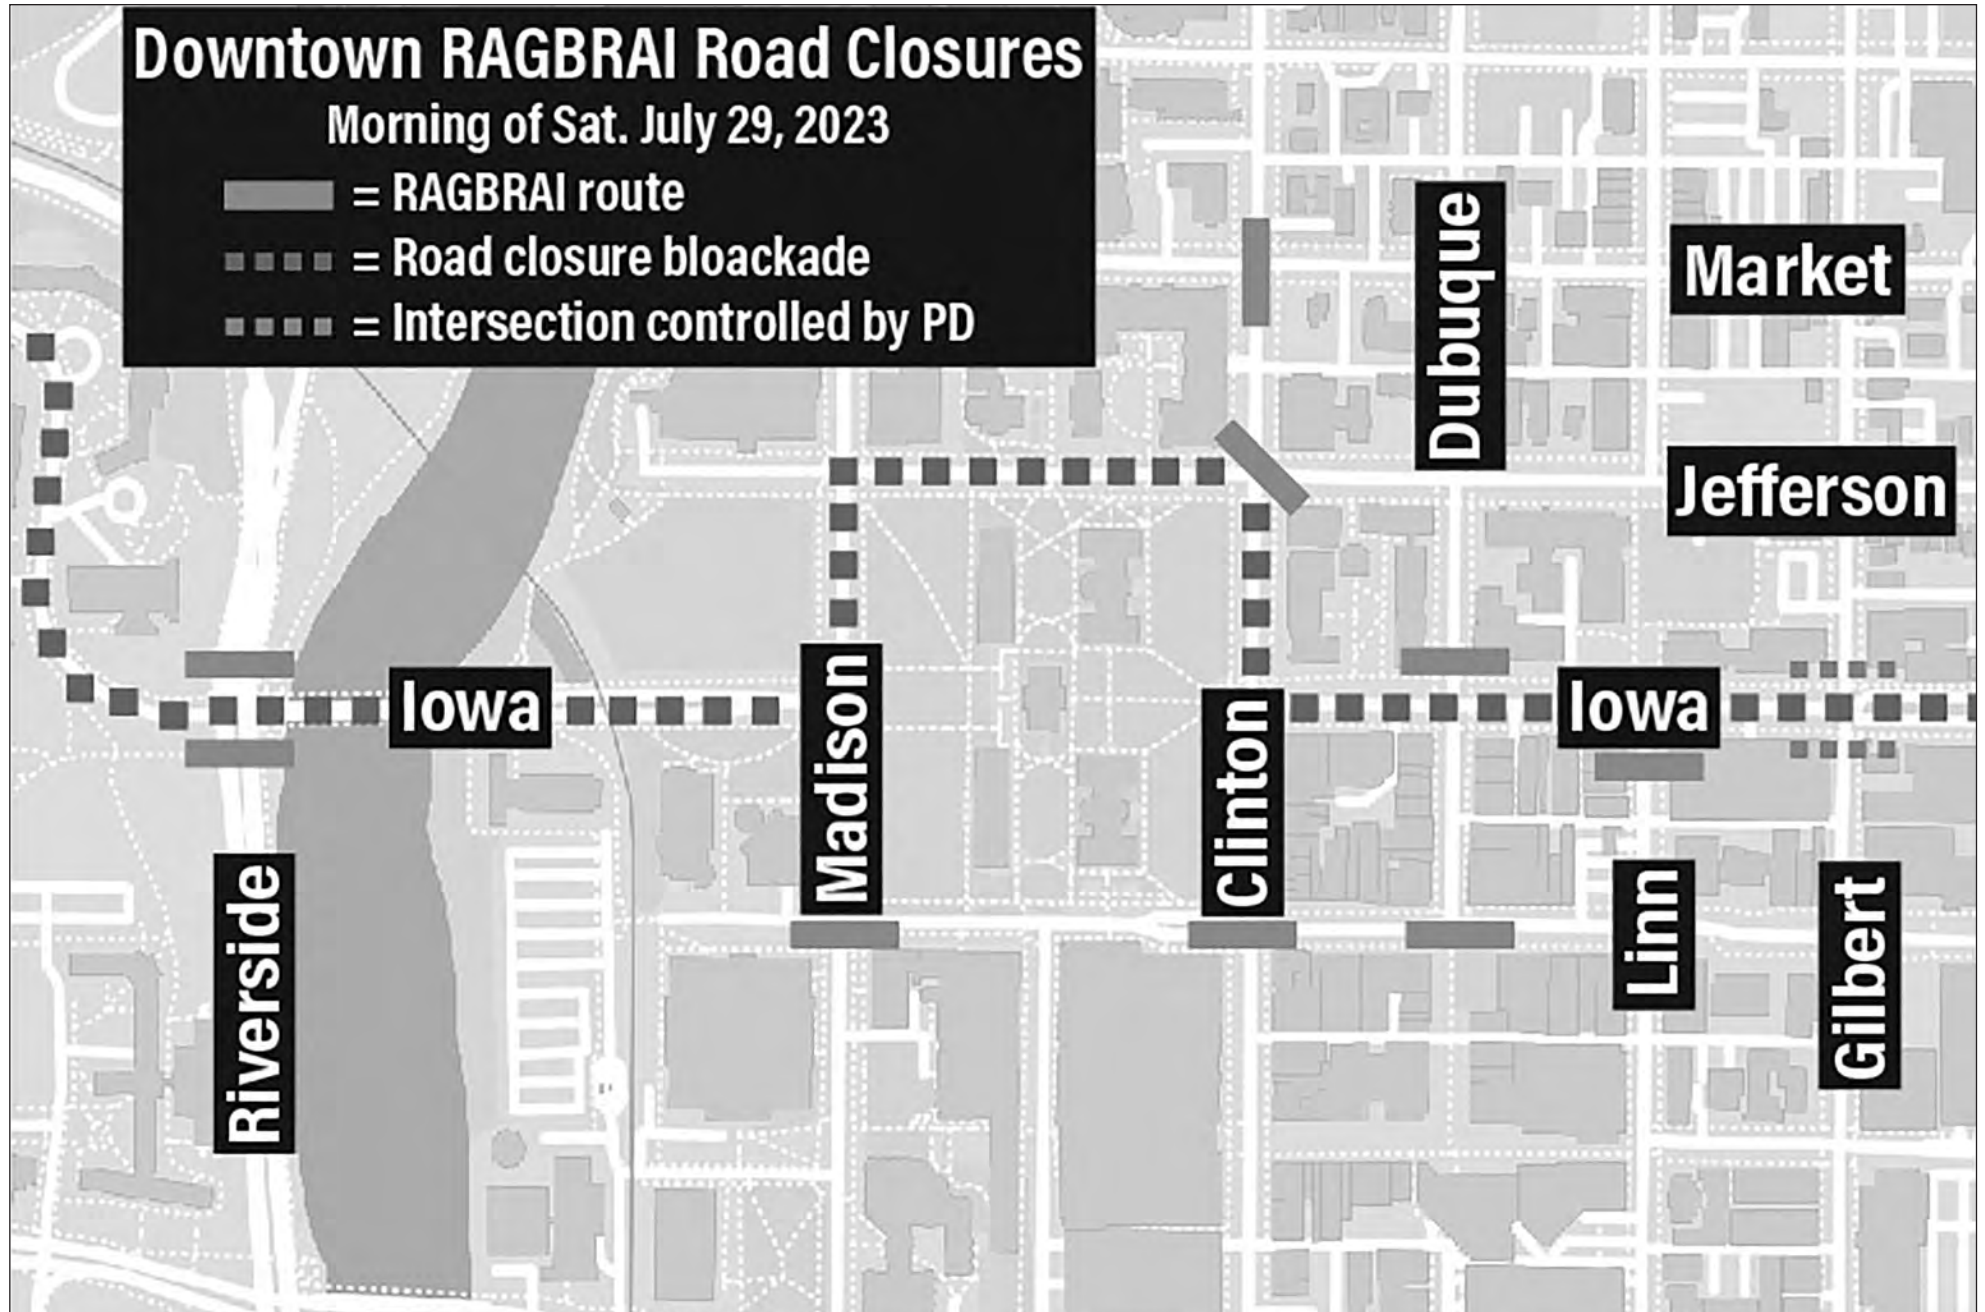 Downtown RAGBRAI Road Closures
Morning of Sat. July 29, 2023
= RAGBRAI route
= Road closure bloackade
= Intersection controlled by PD
Dubuque
Market
Jefferson
Iowa
Madison
Clinton
Iowa
Riverside
Linn
Gilbert